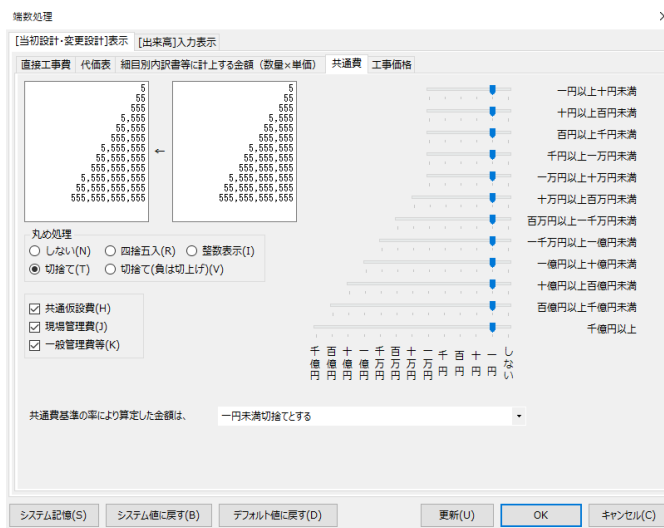 端数処理
[当初設計・変更設計]表示 [出来高]入力表示
直接工事費 代価表 細目別内訳書等に計上する金額（数量×単価） 共通費 工事価格
5
55
555
5,555
55,555
555,555
5,555,555
55,555,555
555,555,555
5,555,555,555
55,555,555,555
555,555,555,555
←
5
55
555
5,555
55,555
555,555
5,555,555
55,555,555
555,555,555
5,555,555,555
55,555,555,555
555,555,555,555
一円以上十円未満
十円以上百円未満
百円以上千円未満
千円以上一万円未満
一万円以上十万円未満
十万円以上百万円未満
百万円以上一千万円未満
一千万円以上一億円未満
一億円以上十億円未満
十億円以上百億円未満
百億円以上千億円未満
千億円以上
千億円 百億円 十億円 一億円 千万円 百万円 十万円 一万円 千円 百円 十円 一円 しない
丸め処理
しない(N) 四捨五入(R) 整数表示(I)
切捨て(T) 切捨て(負は切上げ)(V)
共通仮設費(H)
現場管理費(J)
一般管理費等(K)
共通費基準の率により算定した金額は、 一円未満切捨てとする
システム記憶(S) システム値に戻す(B) デフォルト値に戻す(D) 更新(U) OK キャンセル(C)